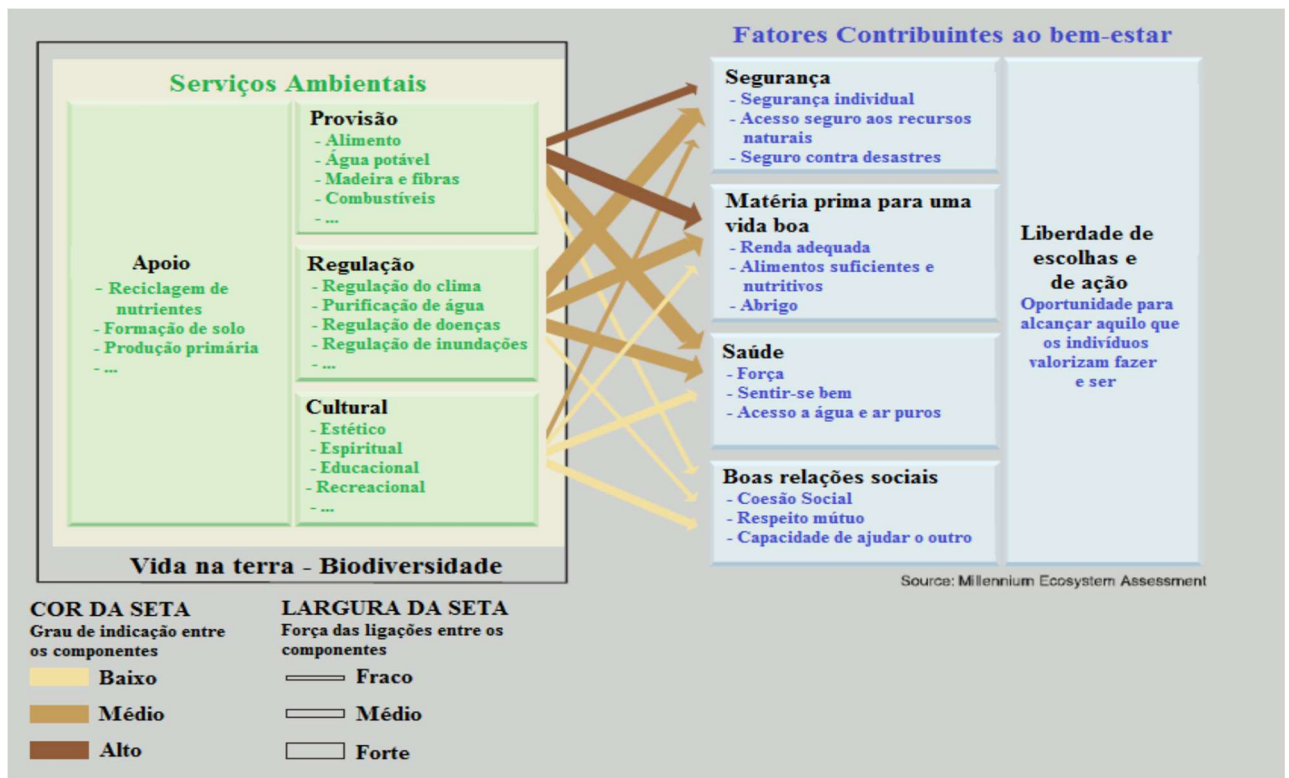 Serviços Ambientais
Apoio
- Reciclagem de
nutrientes
- Formação de solo
- Produção primária
- ...
Provisão
- Alimento
- Água potável
- Madeira e fibras
- Combustíveis
- ...
Regulação
- Regulação do clima
- Purificação de água
- Regulação de doenças
- Regulação de inundações
- ...
Cultural
- Estético
- Espiritual
- Educacional
- Recreacional
- ...
Vida na terra - Biodiversidade
Fatores Contribuintes ao bem-estar
Segurança
- Segurança individual
- Acesso seguro aos recursos
naturais
- Seguro contra desastres
Matéria prima para uma
vida boa
- Renda adequada
- Alimentos suficientes e
nutritivos
- Abrigo
Saúde
- Força
- Sentir-se bem
- Acesso a água e ar puros
Boas relações sociais
- Coesão Social
- Respeito mútuo
- Capacidade de ajudar o outro
Liberdade de
escolhas e
de ação
Oportunidade para
alcançar aquilo que
os indivíduos
valorizam fazer
e ser
Source: Millennium Ecosystem Assessment
COR DA SETA
Grau de indicação entre
os componentes
Baixo
Médio
Alto
LARGURA DA SETA
Força das ligações entre os
componentes
Fraco
Médio
Forte